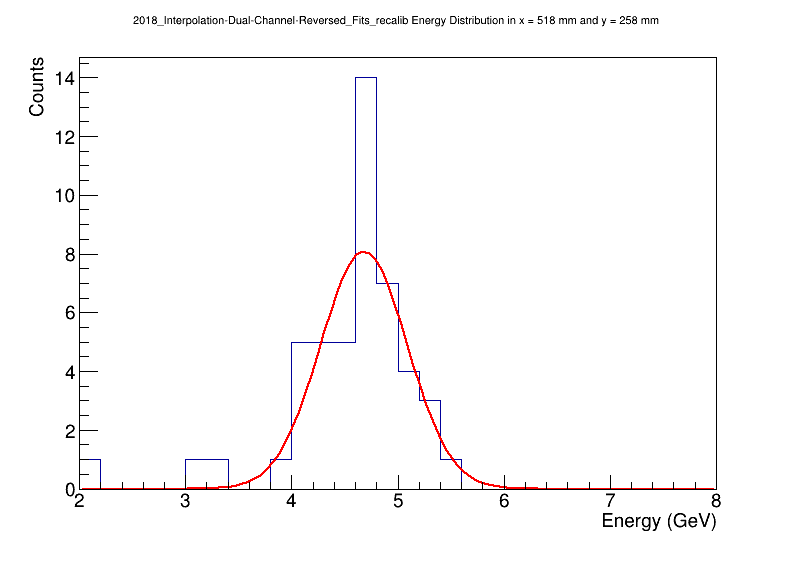 2018_Interpolation-Dual-Channel-Reversed_Fits_recalib Energy Distribution in x = 518 mm and y = 258 mm
Counts
14
12
10
8
6
4
2
0
2 3 4 5 6 7 8
Energy (GeV)